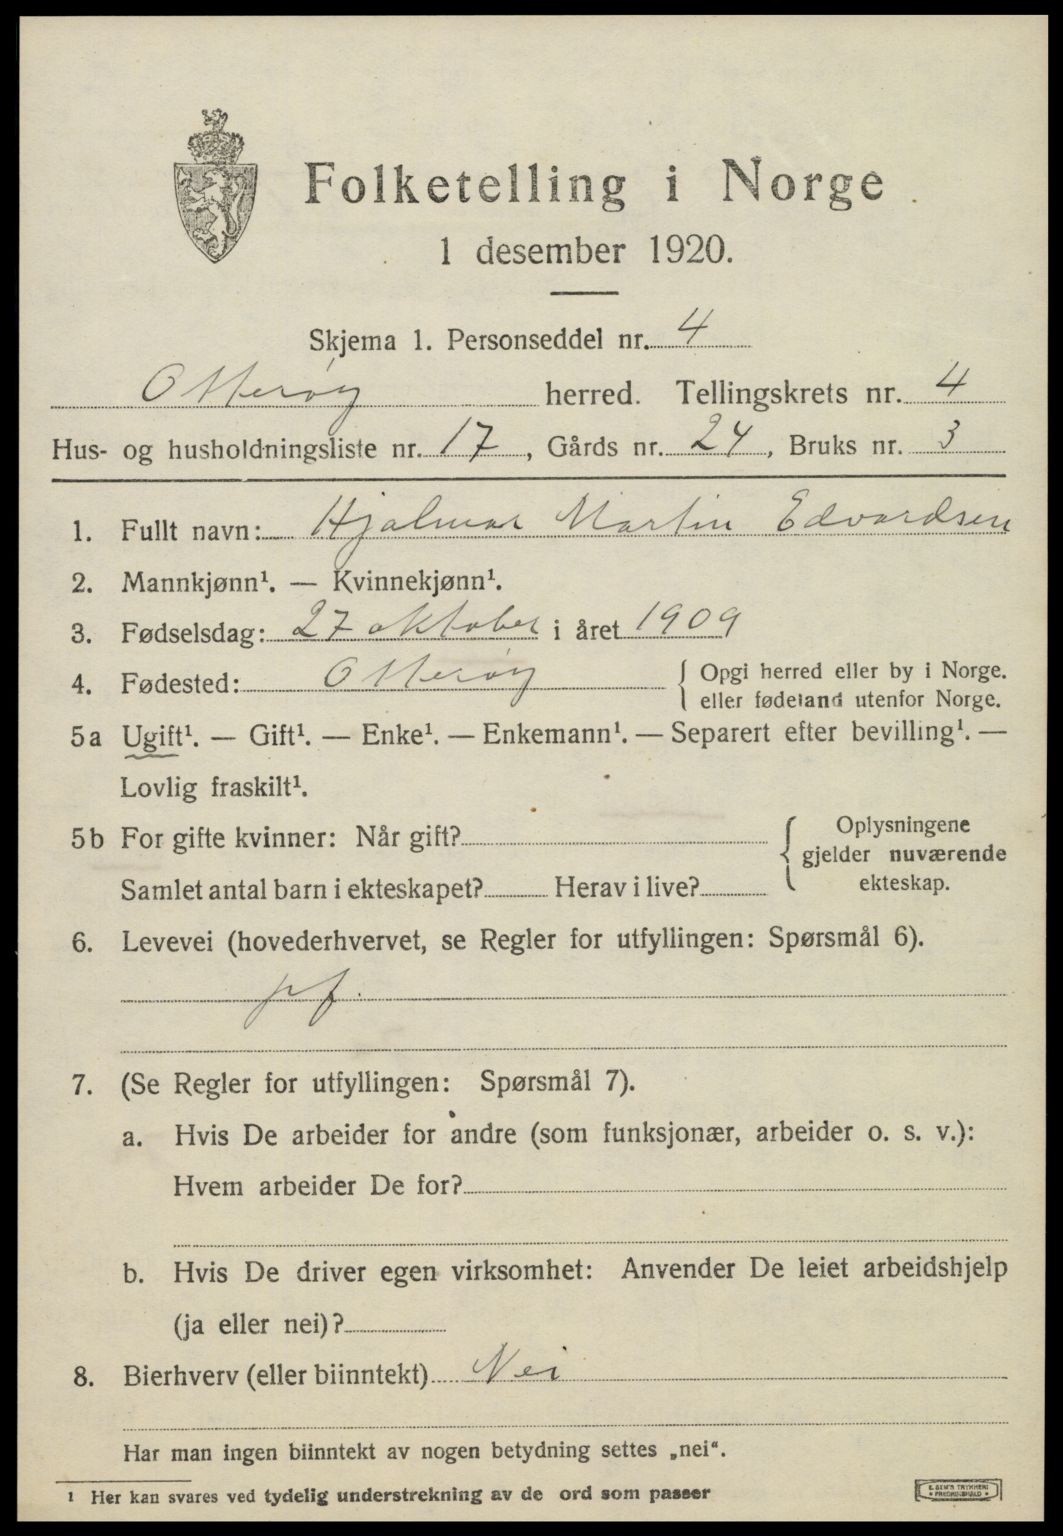 Folketelling i Norge
1 desember 1920.
Skjema 1. Personseddel nr. 4
Otterøy herred. Tellingskrets nr. 4
Hus- og husholdningsliste nr. 17, Gårds nr. 24, Bruks nr. 3
1. Fullt navn: Hjalmar Martin Edvardsen
2. Mannkjønn¹. — Kvinnekjønn¹.
3. Fødselsdag: 27 oktober i året 1909
4. Fødested: Otterøy { Opgi herred eller by i Norge.
eller fødeland utenfor Norge.
5a Ugift¹. — Gift¹. — Enke¹. — Enkemann¹. — Separert efter bevilling¹. —
Lovlig fraskilt¹.
5b For gifte kvinner: Når gift?
Samlet antal barn i ekteskapet? Herav i live?
{ Oplysningene
gjelder nuværende
ekteskap.
6. Levevei (hovederhvervet, se Regler for utfyllingen: Spørsmål 6).
pf.
7. (Se Regler for utfyllingen: Spørsmål 7).
a. Hvis De arbeider for andre (som funksjonær, arbeider o. s. v.):
Hvem arbeider De for?
b. Hvis De driver egen virksomhet: Anvender De leiet arbeidshjelp
(ja eller nei)?
8. Bierhverv (eller biinntekt) Nei
Har man ingen biinntekt av nogen betydning settes „nei“.
¹ Her kan svares ved tydelig understrekning av de ord som passer
E. SEM'S TRYKKERI
FREDRIKSHALD